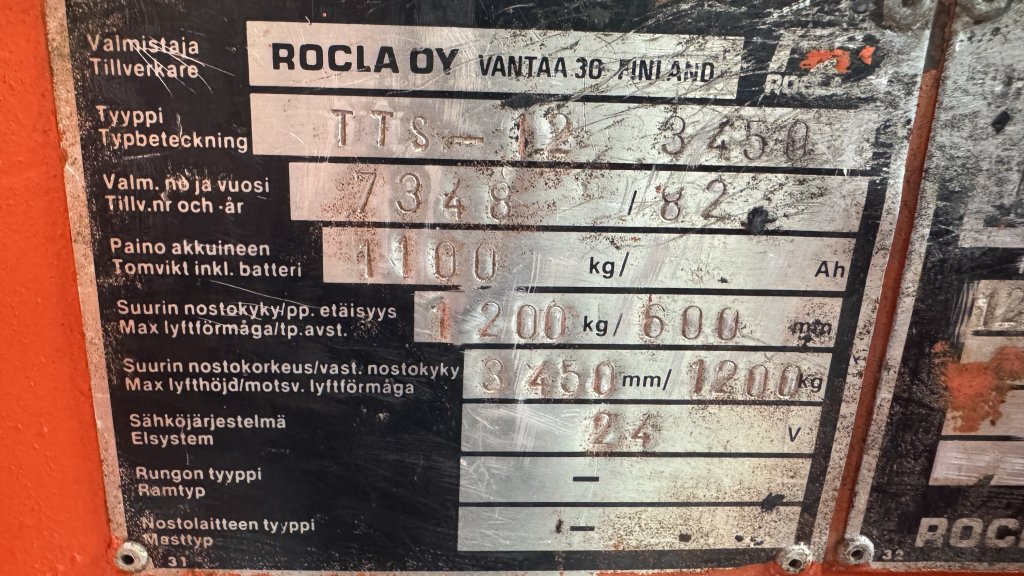 Valmistaja
Tillverkare
ROCLA OY VANTAA 30 FINLAND
ROCLA
Tyyppi
Typbeteckning
TTS-12 3450
Valm. no ja vuosi
Tillv.nr och -år
7348 / 82
Paino akkuineen
Tomvikt inkl. batteri
1100 kg/ Ah
Suurin nostokyky/pp. etäisyys
Max lyftförmåga/tp.avst.
1200 kg/ 600 mm
Suurin nostokorkeus/vast. nostokyky
Max lyfthöjd/motsv. lyftförmåga
3450 mm/ 1200 kg
Sähköjärjestelmä
Elsystem
24 V
Rungon tyyppi
Ramtyp
—
Nostolaitteen tyyppi
Masttyp
—
31
32
12
ROC